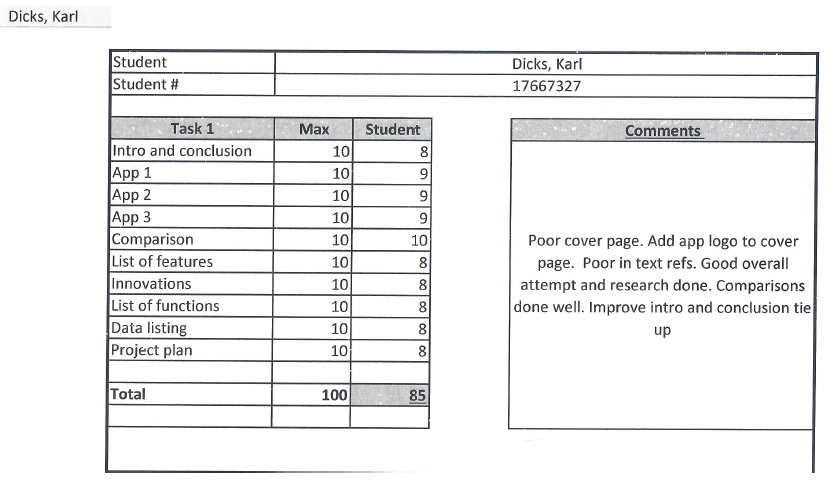 Dicks, Karl
Student Dicks, Karl
Student # 17667327
Task 1 Max Student
Intro and conclusion 10 8
App 1 10 9
App 2 10 9
App 3 10 9
Comparison 10 10
List of features 10 8
Innovations 10 8
List of functions 10 8
Data listing 10 8
Project plan 10 8
Total 100 85
Comments
Poor cover page. Add app logo to cover
page. Poor in text refs. Good overall
attempt and research done. Comparisons
done well. Improve intro and conclusion tie
up